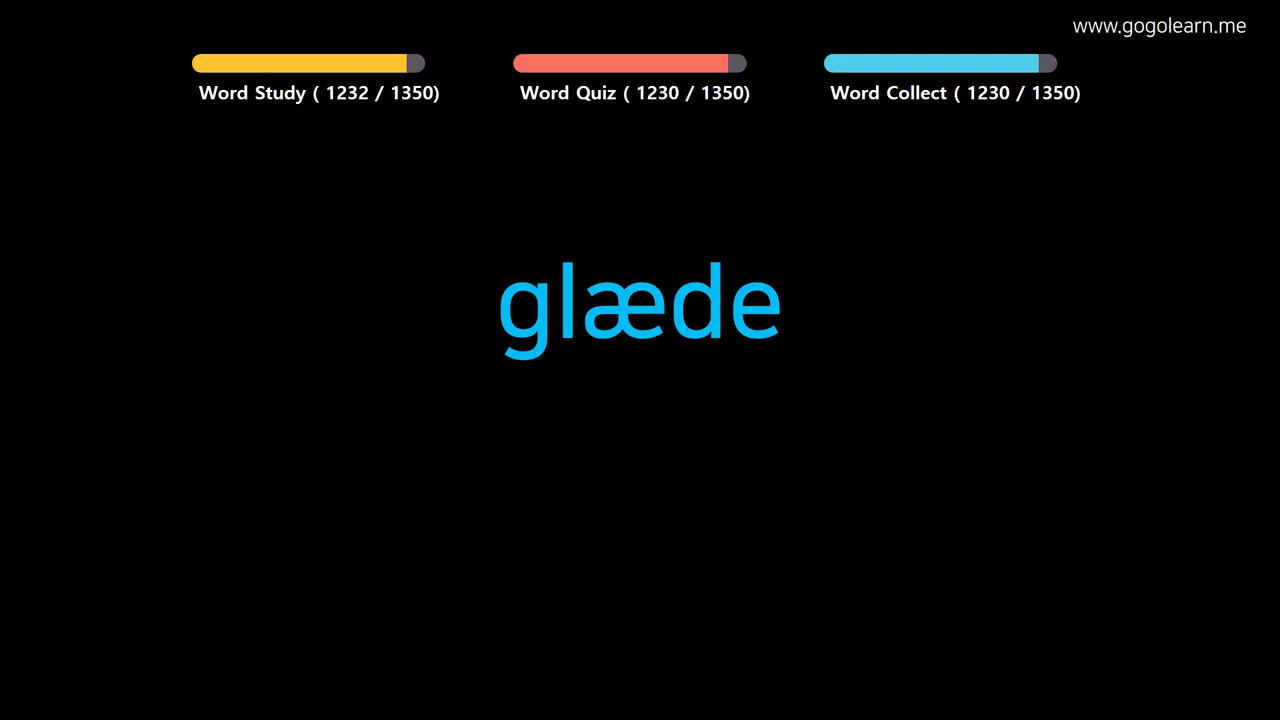 www.gogolearn.me
Word Study ( 1232 / 1350)
Word Quiz ( 1230 / 1350)
Word Collect ( 1230 / 1350)
glæde